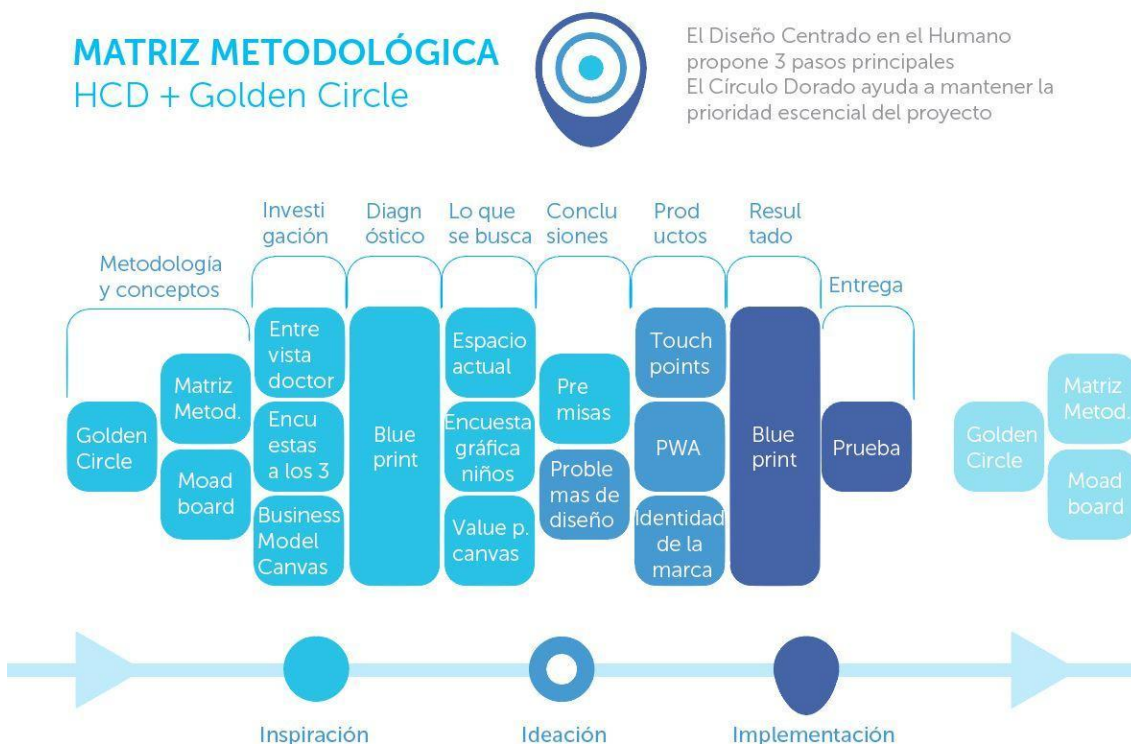 MATRIZ METODOLÓGICA
HCD + Golden Circle
El Diseño Centrado en el Humano
propone 3 pasos principales
El Círculo Dorado ayuda a mantener la
prioridad escencial del proyecto
Metodología
y conceptos
Investi
gación
Diagn
óstico
Lo que
se busca
Conclu
siones
Prod
uctos
Resul
tado
Entrega
Golden
Circle
Matriz
Metod.
Moad
board
Entre
vista
doctor
Encu
estas
a los 3
Business
Model
Canvas
Blue
print
Espacio
actual
Encuesta
gráfica
niños
Value p.
canvas
Pre
misas
Proble
mas de
diseño
Touch
points
PWA
Identidad
de la
marca
Blue
print
Prueba
Golden
Circle
Matriz
Metod.
Moad
board
Inspiración
Ideación
Implementación